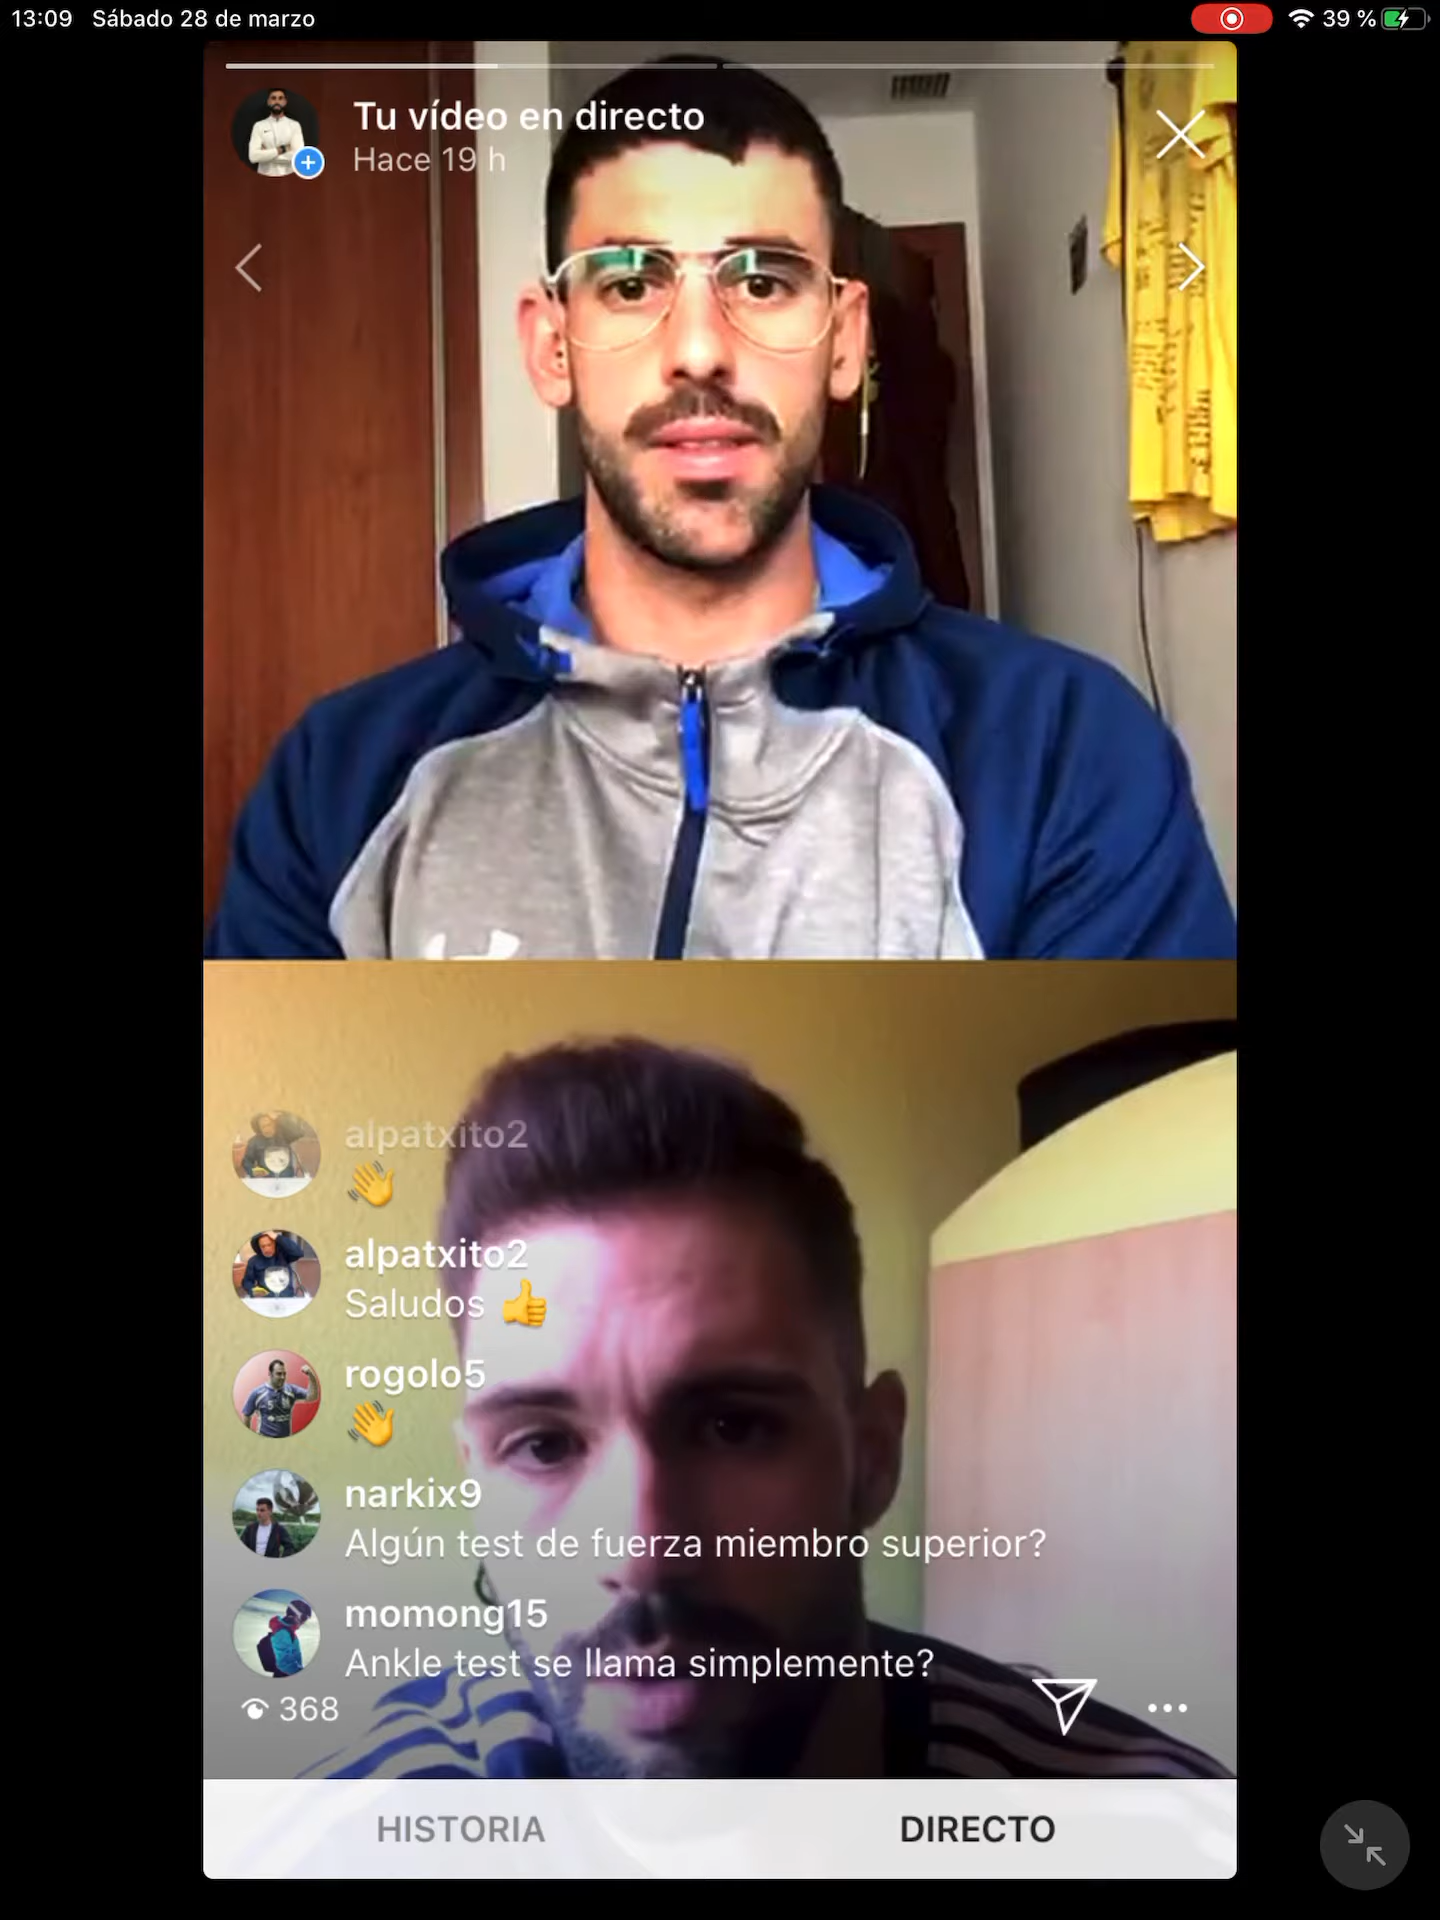 13:09 Sábado 28 de marzo
39 %
Tu vídeo en directo
Hace 19 h
alpatxito2
👋
alpatxito2
Saludos 👍
rogolo5
👋
narkix9
Algún test de fuerza miembro superior?
momong15
Ankle test se llama simplemente?
368
HISTORIA
DIRECTO